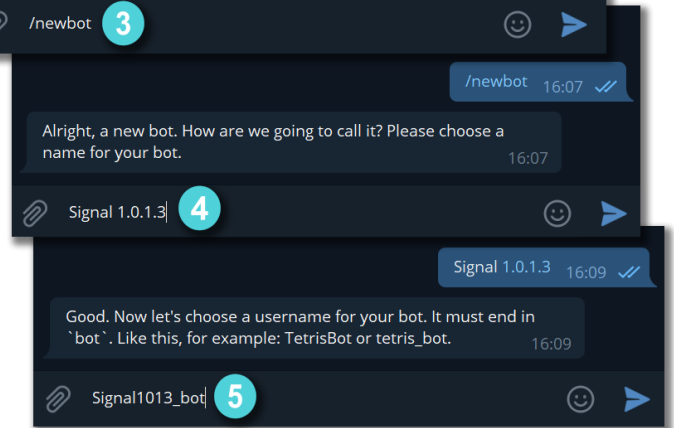 /newbot 3
/newbot 16:07
Alright, a new bot. How are we going to call it? Please choose a
name for your bot.
16:07
Signal 1.0.1.3 4
Signal 1.0.1.3 16:09
Good. Now let's choose a username for your bot. It must end in
`bot`. Like this, for example: TetrisBot or tetris_bot.
16:09
Signal1013_bot 5